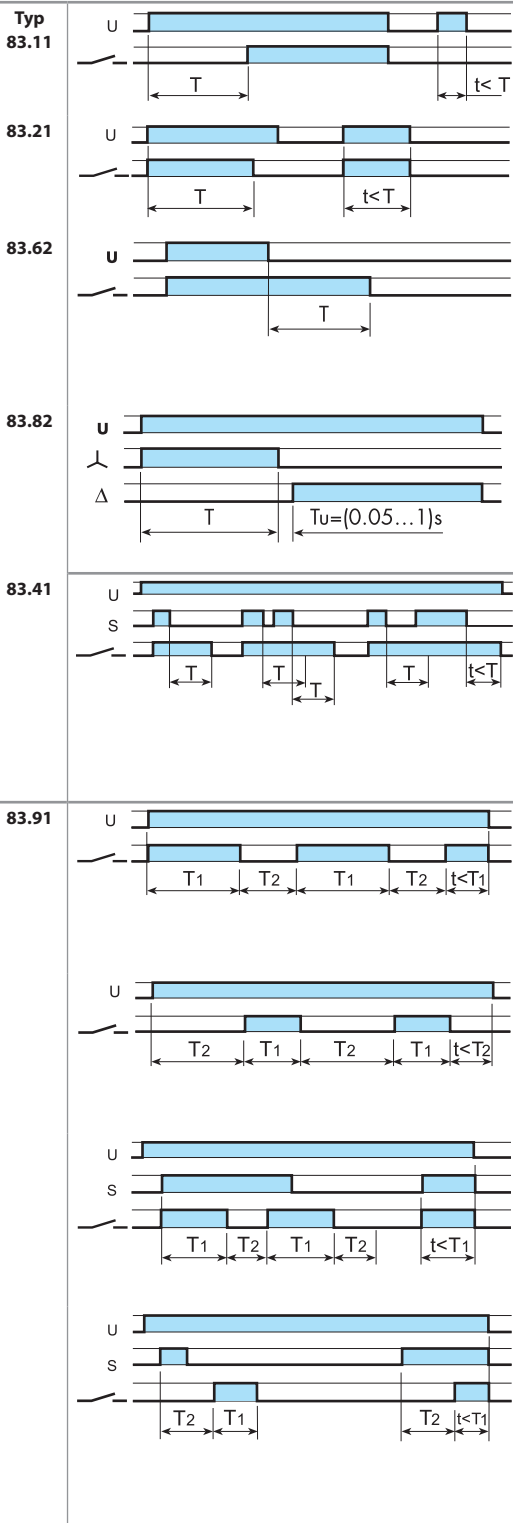 Typ
83.11
U
T
t< T
83.21
U
T
t<T
83.62
U
T
83.82
U
Δ
T
Tu=(0.05...1)s
83.41
U
S
T
T
T
T
t<T
83.91
U
T1
T2
T1
T2
t<T1
U
T2
T1
T2
T1
t<T2
U
S
T1
T2
T1
T2
t<T1
U
S
T2
T1
T2
t<T1